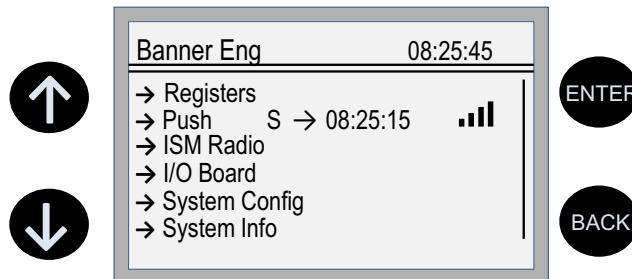 Banner Eng 08:25:45
→ Registers
→ Push S → 08:25:15
→ ISM Radio
→ I/O Board
→ System Config
→ System Info
ENTER
BACK